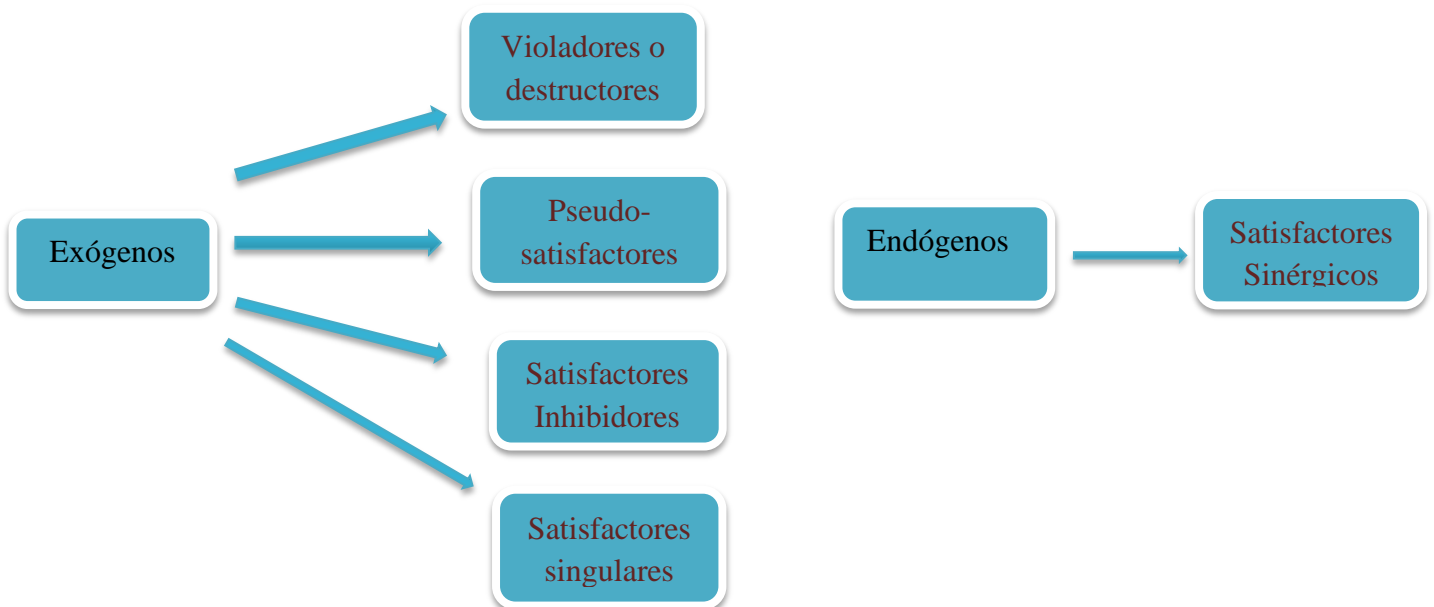 Violadores o
destructores
Exógenos
Pseudo-
satisfactores
Satisfactores
Inhibidores
Satisfactores
singulares
Endógenos
Satisfactores
Sinérgicos